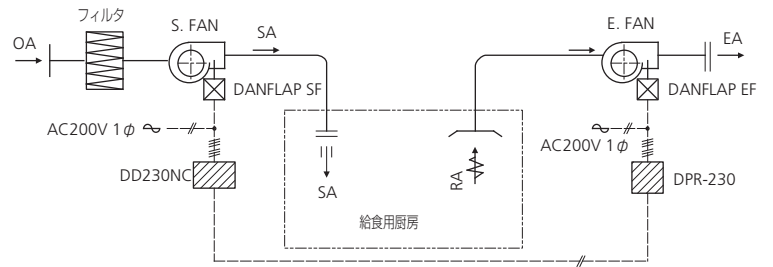 フィルタ
OA
S. FAN
SA
DANFLAP SF
AC200V 1φ
DD230NC
SA
RA
給食用厨房
E. FAN
EA
DANFLAP EF
AC200V 1φ
DPR-230